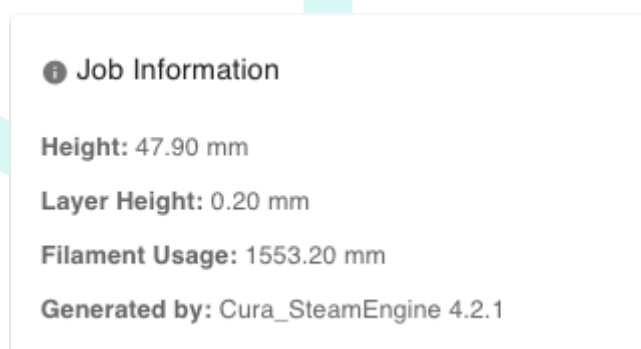 Job Information
Height: 47.90 mm
Layer Height: 0.20 mm
Filament Usage: 1553.20 mm
Generated by: Cura_SteamEngine 4.2.1